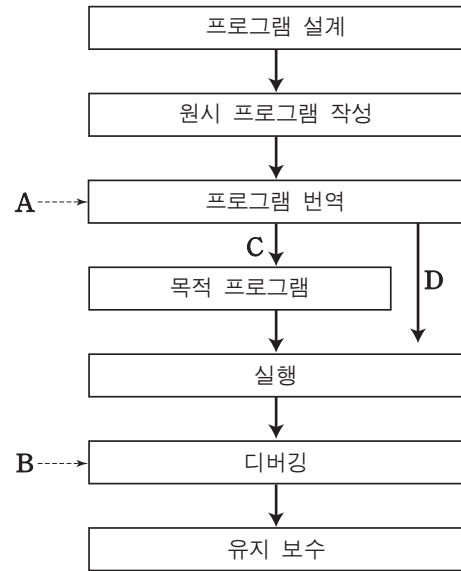 프로그램 설계
원시 프로그램 작성
A
프로그램 번역
C
D
목적 프로그램
실행
B
디버깅
유지 보수